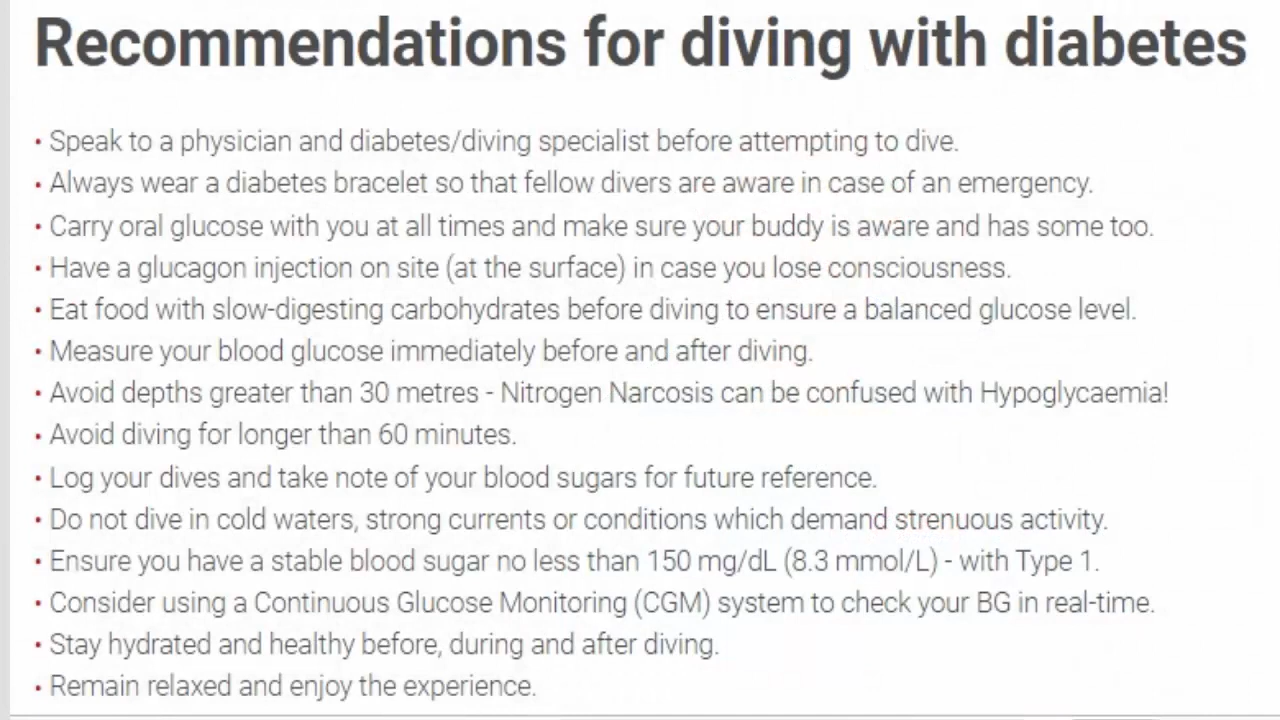 Recommendations for diving with diabetes
• Speak to a physician and diabetes/diving specialist before attempting to dive.
• Always wear a diabetes bracelet so that fellow divers are aware in case of an emergency.
• Carry oral glucose with you at all times and make sure your buddy is aware and has some too.
• Have a glucagon injection on site (at the surface) in case you lose consciousness.
• Eat food with slow-digesting carbohydrates before diving to ensure a balanced glucose level.
• Measure your blood glucose immediately before and after diving.
• Avoid depths greater than 30 metres - Nitrogen Narcosis can be confused with Hypoglycaemia!
• Avoid diving for longer than 60 minutes.
• Log your dives and take note of your blood sugars for future reference.
• Do not dive in cold waters, strong currents or conditions which demand strenuous activity.
• Ensure you have a stable blood sugar no less than 150 mg/dL (8.3 mmol/L) - with Type 1.
• Consider using a Continuous Glucose Monitoring (CGM) system to check your BG in real-time.
• Stay hydrated and healthy before, during and after diving.
• Remain relaxed and enjoy the experience.